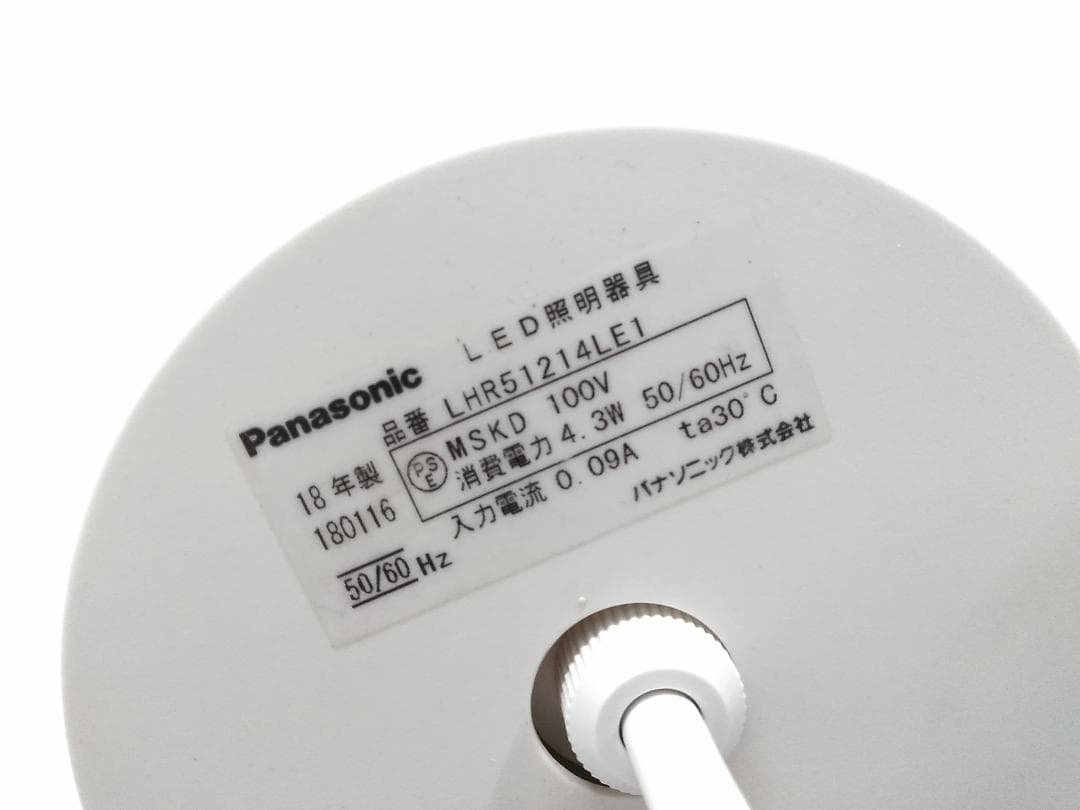 Panasonic LED照明器具
品番 LHR51214LE1
18年製
180116
PSE MSKD 100V
消費電力 4.3W 50/60Hz
入力電流 0.09A ta30°C
50/60 Hz
パナソニック株式会社